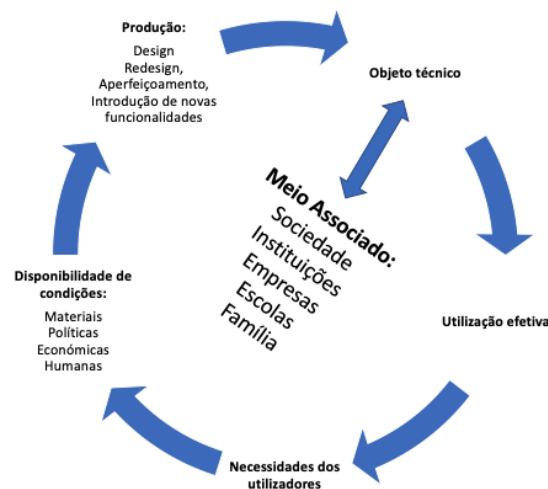 Produção:
Design
Redesign,
Aperfeiçoamento,
Introdução de novas
funcionalidades
Objeto técnico
Meio Associado:
Sociedade
Instituições
Empresas
Escolas
Família
Utilização efetiva
Necessidades dos
utilizadores
Disponibilidade de
condições:
Materiais
Políticas
Económicas
Humanas